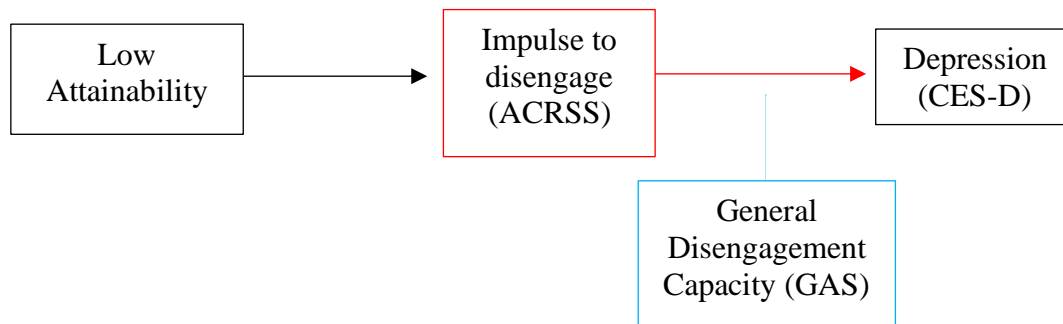 Low
Attainability
Impulse to
disengage
(ACRSS)
Depression
(CES-D)
General
Disengagement
Capacity (GAS)